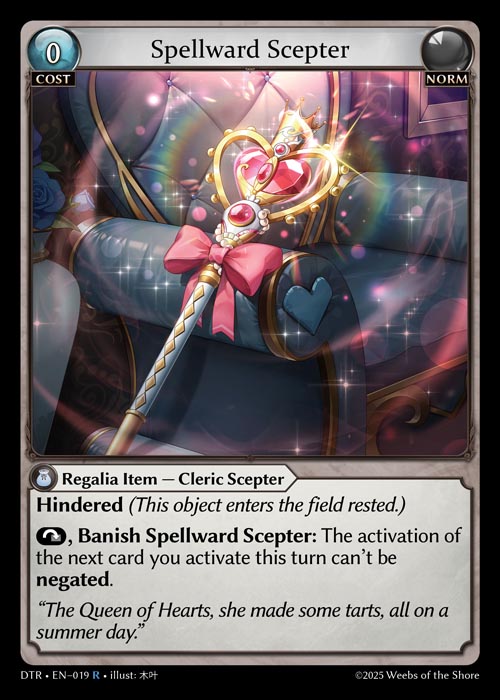 0
Spellward Scepter
COST
NORM
Regalia Item — Cleric Scepter
Hindered (This object enters the field rested.)
, Banish Spellward Scepter: The activation of
the next card you activate this turn can't be
negated.
“The Queen of Hearts, she made some tarts, all on a
summer day.”
DTR • EN–019 R • illust: 木叶
©2025 Weebs of the Shore